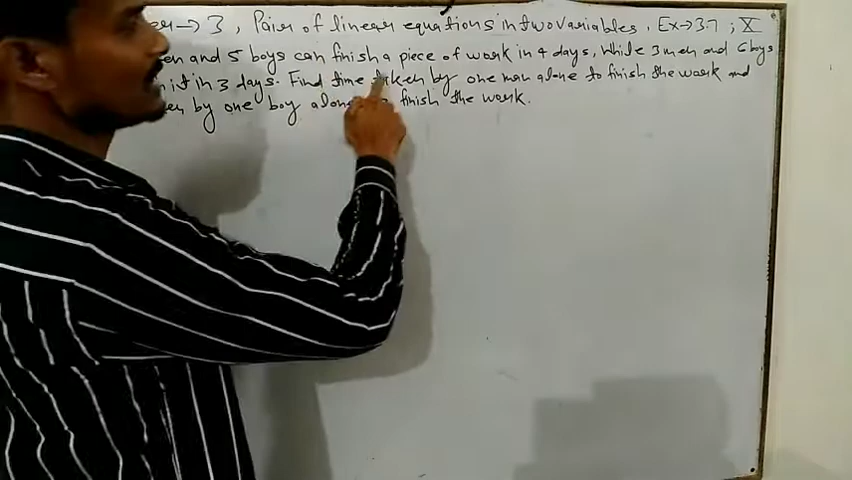 → 3, Pair of linear equations in two variables. Ex→3.7 ; X
and 5 boys can finish a piece of work in 4 days, while 3 men and 6 boys
it in 3 days. Find time taken by one man alone to finish the work and
by one boy alone finish the work.